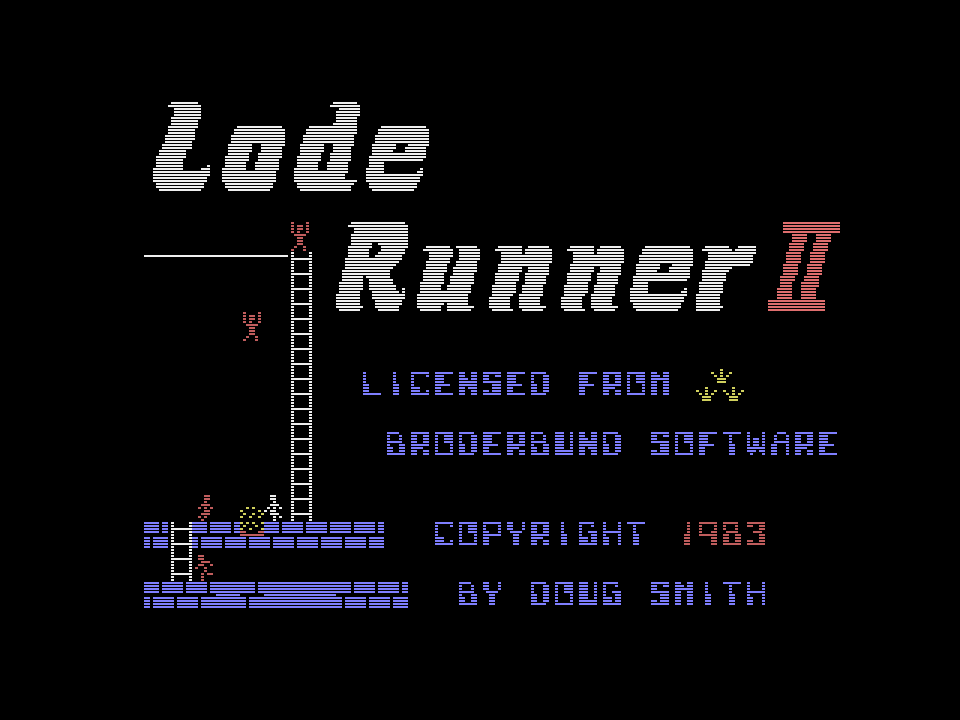 Lode
Runner II
LICENSED FROM
BRODERBUND SOFTWARE
COPYRIGHT 1983
BY DOUG SMITH